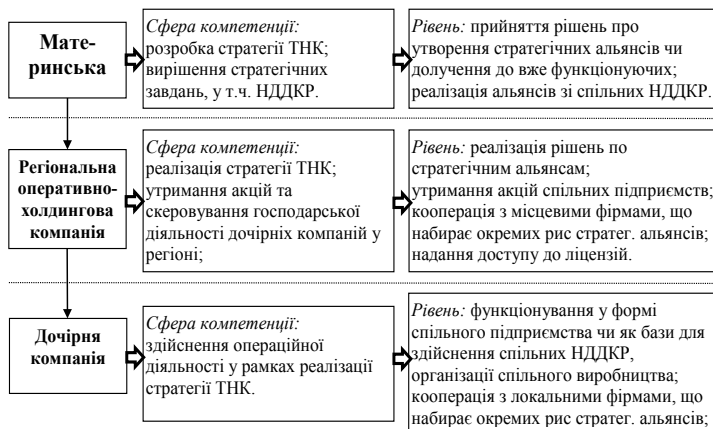 Мате-
ринська
Сфера компетенції:
розробка стратегії ТНК;
вирішення стратегічних
завдань, у т.ч. НДДКР.
Рівень: прийняття рішень про
утворення стратегічних альянсів чи
долучення до вже функціонуючих;
реалізація альянсів зі спільних НДДКР.
Регіональна
оперативно-
холдингова
компанія
Сфера компетенції:
реалізація стратегії ТНК;
утримання акцій та
скеровування господарської
діяльності дочірніх компаній у
регіоні;
Рівень: реалізація рішень по
стратегічним альянсам;
утримання акцій спільних підприємств;
кооперація з місцевими фірмами, що
набирає окремих рис стратег. альянсів;
надання доступу до ліцензій.
Дочірня
компанія
Сфера компетенції:
здійснення операційної
діяльності у рамках реалізації
стратегії ТНК.
Рівень: функціонування у формі
спільного підприємства чи як бази для
здійснення спільних НДДКР,
організації спільного виробництва;
кооперація з локальними фірмами, що
набирає окремих рис стратег. альянсів;